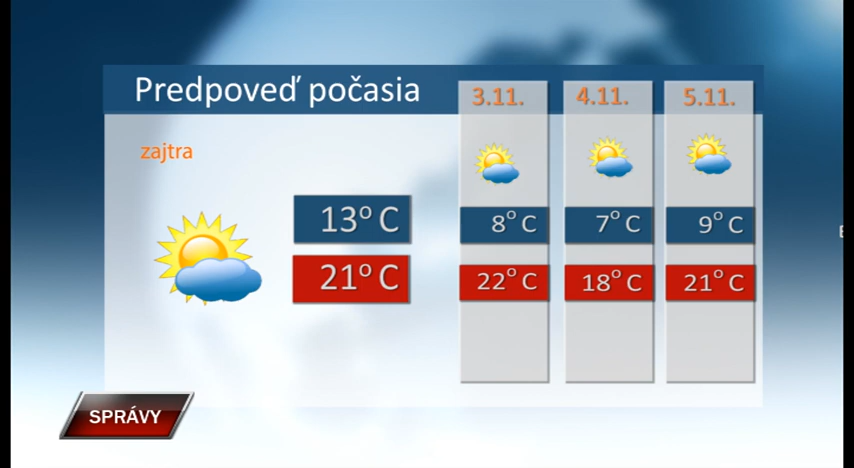 Predpoveď počasia
zajtra
13° C
21° C
3.11.
8° C
22° C
4.11.
7° C
18° C
5.11.
9° C
21° C
SPRÁVY